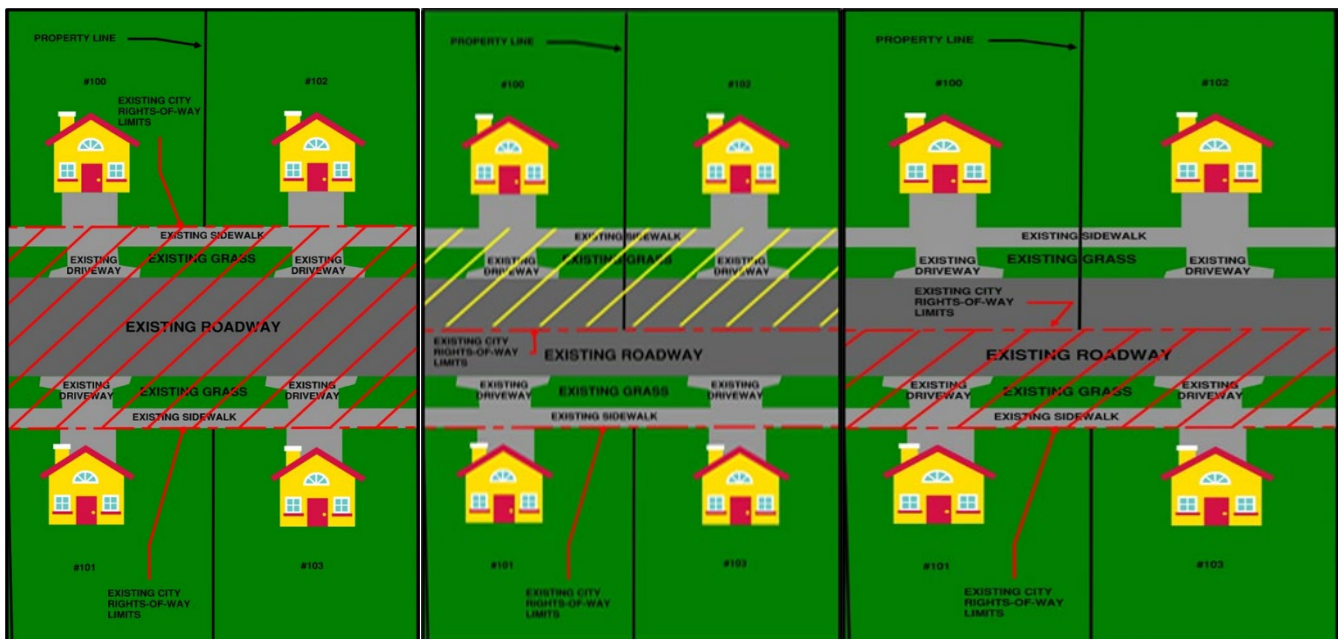 PROPERTY LINE
#100
#102
EXISTING CITY
RIGHTS-OF-WAY
LIMITS
EXISTING SIDEWALK
EXISTING
DRIVEWAY
EXISTING GRASS
EXISTING
DRIVEWAY
EXISTING ROADWAY
EXISTING
DRIVEWAY
EXISTING GRASS
EXISTING
DRIVEWAY
EXISTING SIDEWALK
#101
#103
EXISTING CITY
RIGHTS-OF-WAY
LIMITS
PROPERTY LINE
#100
#102
EXISTING SIDEWALK
EXISTING
DRIVEWAY
EXISTING GRASS
EXISTING
DRIVEWAY
EXISTING CITY
RIGHTS-OF-WAY
LIMITS
EXISTING ROADWAY
EXISTING
DRIVEWAY
EXISTING GRASS
EXISTING
DRIVEWAY
EXISTING SIDEWALK
#101
#103
EXISTING CITY
RIGHTS-OF-WAY
LIMITS
PROPERTY LINE
#100
#102
EXISTING SIDEWALK
EXISTING
DRIVEWAY
EXISTING GRASS
EXISTING
DRIVEWAY
EXISTING CITY
RIGHTS-OF-WAY
LIMITS
EXISTING ROADWAY
EXISTING
DRIVEWAY
EXISTING GRASS
EXISTING
DRIVEWAY
EXISTING SIDEWALK
#101
#103
EXISTING CITY
RIGHTS-OF-WAY
LIMITS